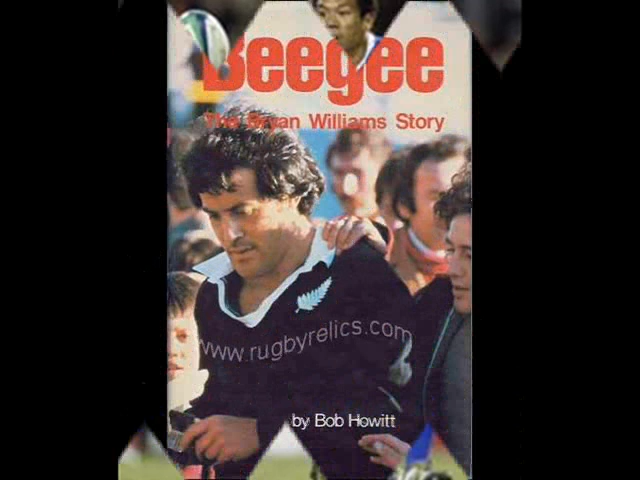 Beegee
The Bryan Williams Story
www.rugbyrelics.com
by Bob Howitt